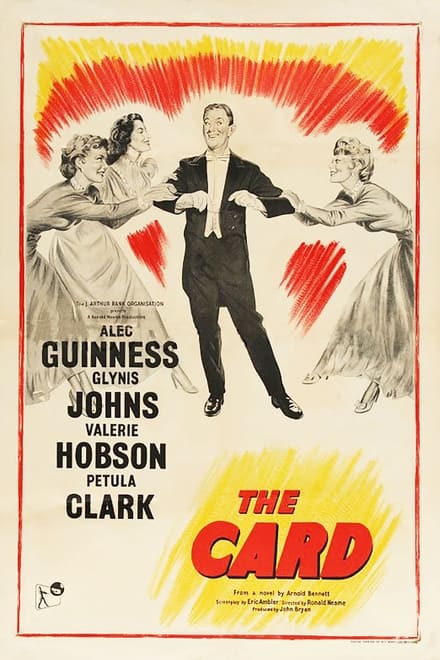 The J. ARTHUR RANK ORGANISATION
presents
A Ronald Neame Production
ALEC
GUINNESS
GLYNIS
JOHNS
VALERIE
HOBSON
PETULA
CLARK
THE
CARD
From a novel by Arnold Bennett
Screenplay by Eric Ambler Directed by Ronald Neame
Produced by John Bryan